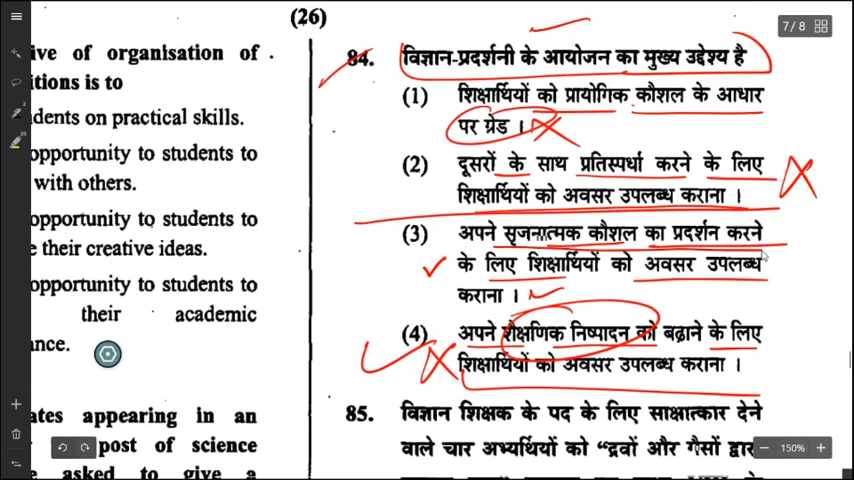 (26)
7 / 8
ive of organisation of
itions is to
idents on practical skills.
opportunity to students to
with others.
opportunity to students to
e their creative ideas.
opportunity to students to
their academic
ance.
ates appearing in an
post of science
e asked to give a
84. विज्ञान-प्रदर्शनी के आयोजन का मुख्य उद्देश्य है
(1) शिक्षार्थियों को प्रायोगिक कौशल के आधार
पर ग्रेड ।
(2) दूसरों के साथ प्रतिस्पर्धा करने के लिए
शिक्षार्थियों को अवसर उपलब्ध कराना ।
(3) अपने सृजनात्मक कौशल का प्रदर्शन करने
के लिए शिक्षार्थियों को अवसर उपलब्ध
कराना ।
(4) अपने शैक्षणिक निष्पादन को बढ़ाने के लिए
शिक्षार्थियों को अवसर उपलब्ध कराना ।
85. विज्ञान शिक्षक के पद के लिए साक्षात्कार देने
वाले चार अभ्यर्थियों को “द्रवों और गैसों द्वार
150%